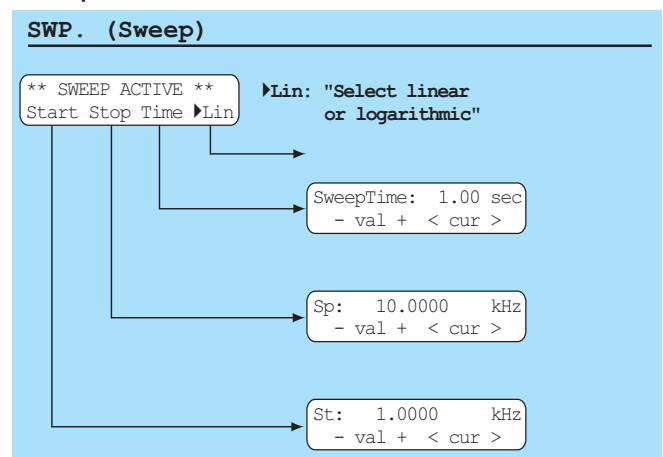 SWP. (Sweep)
** SWEEP ACTIVE **
Start Stop Time ▶Lin
▶Lin: "Select linear
or logarithmic"
SweepTime: 1.00 sec
- val + < cur >
Sp: 10.0000 kHz
- val + < cur >
St: 1.0000 kHz
- val + < cur >